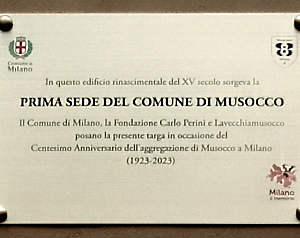 Comune di
Milano
Municipio
8
In questo edificio rinascimentale del XV secolo sorgeva la
PRIMA SEDE DEL COMUNE DI MUSOCCO
Il Comune di Milano, la Fondazione Carlo Perini e Lavecchiamusocco
posano la presente targa in occasione del
Centesimo Anniversario dell'aggregazione di Musocco a Milano
(1923-2023)
Milano
è memoria